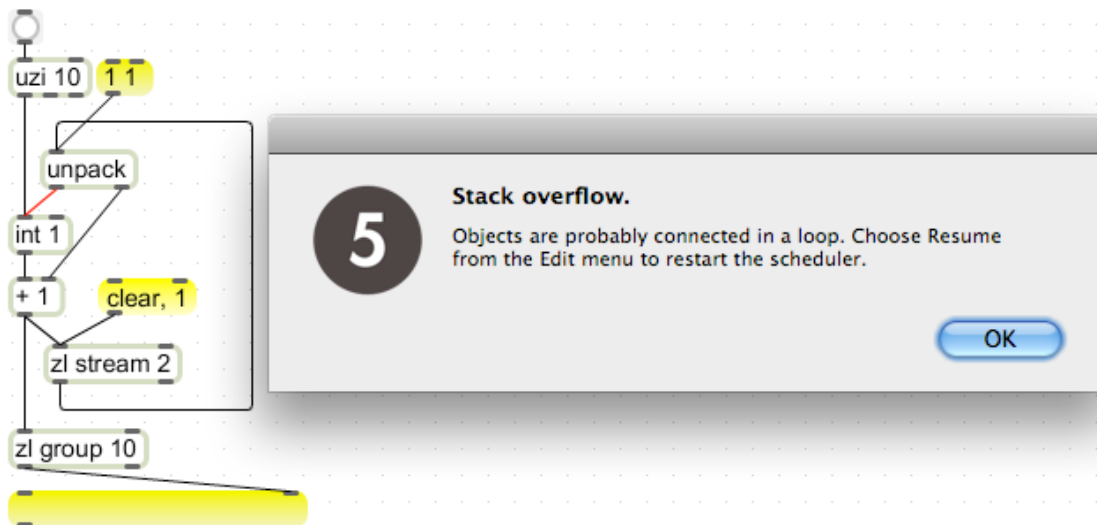 uzi 10
1 1
unpack
int 1
+ 1
clear, 1
zl stream 2
zl group 10
5
Stack overflow.
Objects are probably connected in a loop. Choose Resume
from the Edit menu to restart the scheduler.
OK